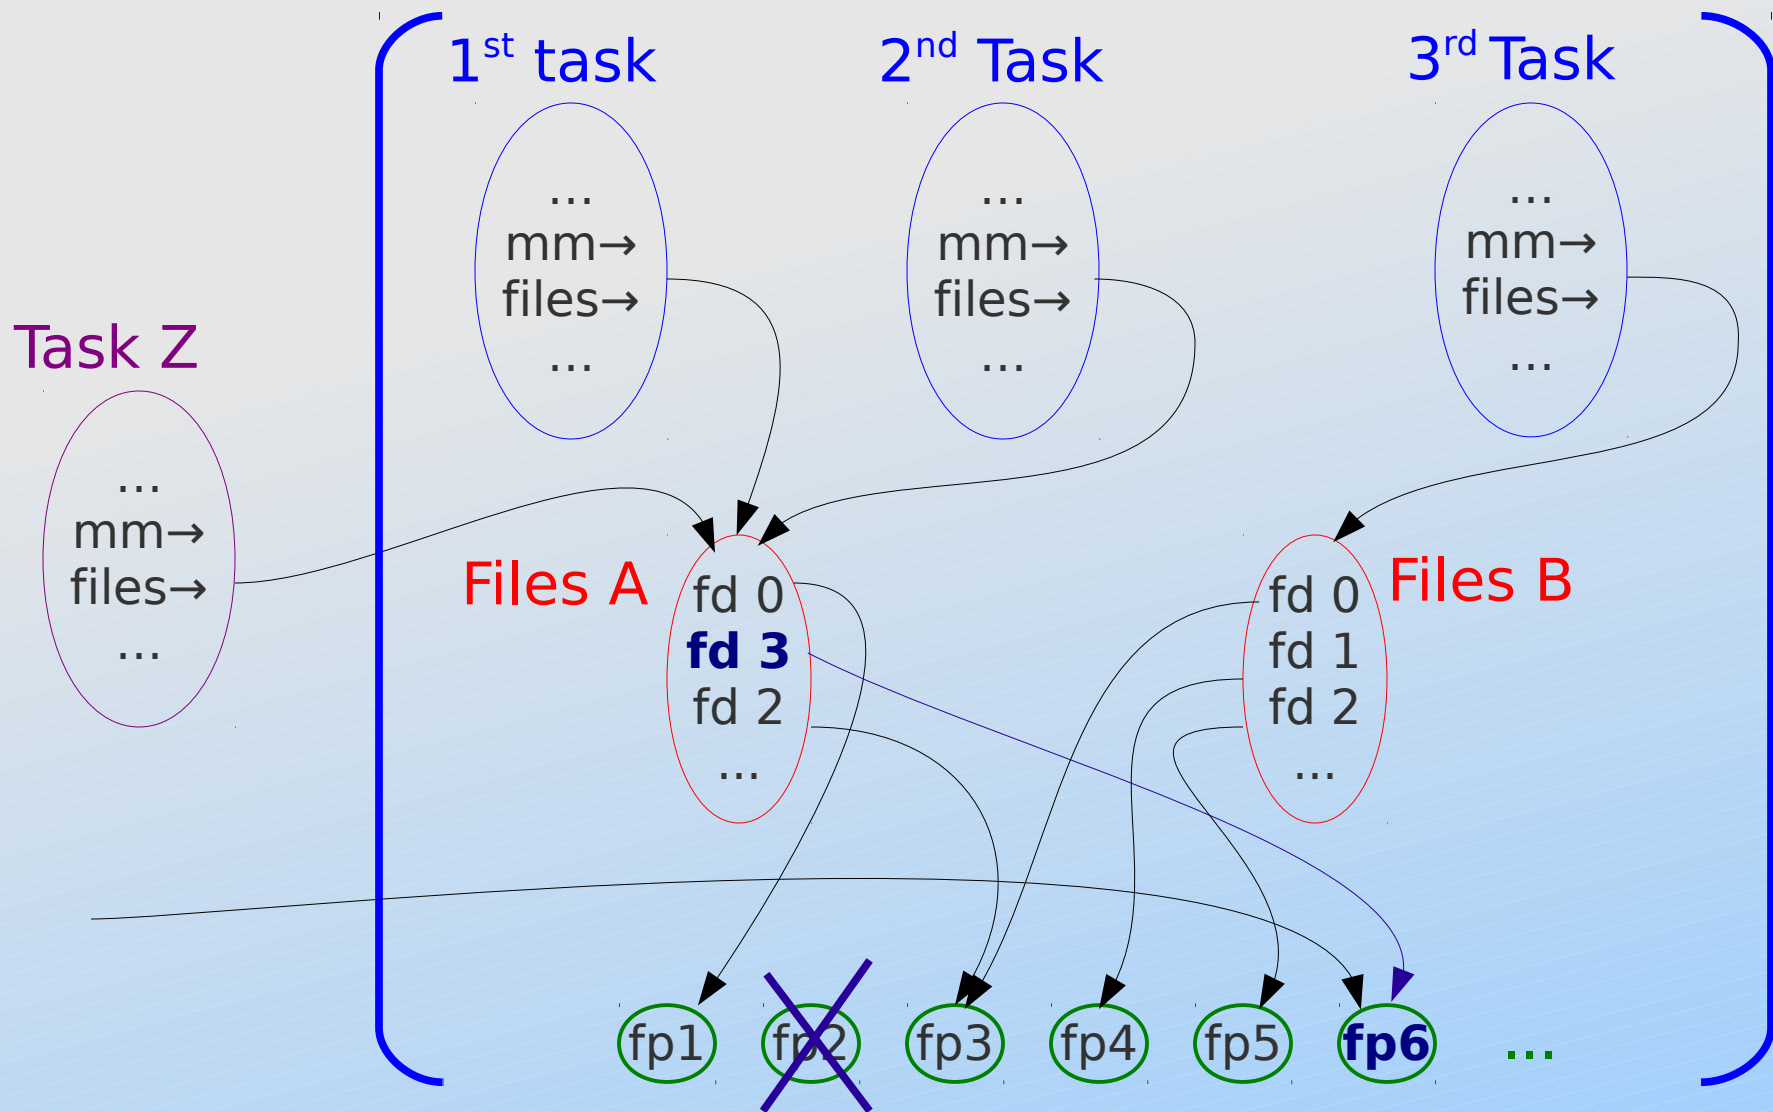 1st task
2nd Task
3rd Task
...
mm→
files→
...
...
mm→
files→
...
...
mm→
files→
...
Task Z
...
mm→
files→
...
Files A
fd 0
fd 3
fd 2
...
Files B
fd 0
fd 1
fd 2
...
fp1
fp2
fp3
fp4
fp5
fp6
...